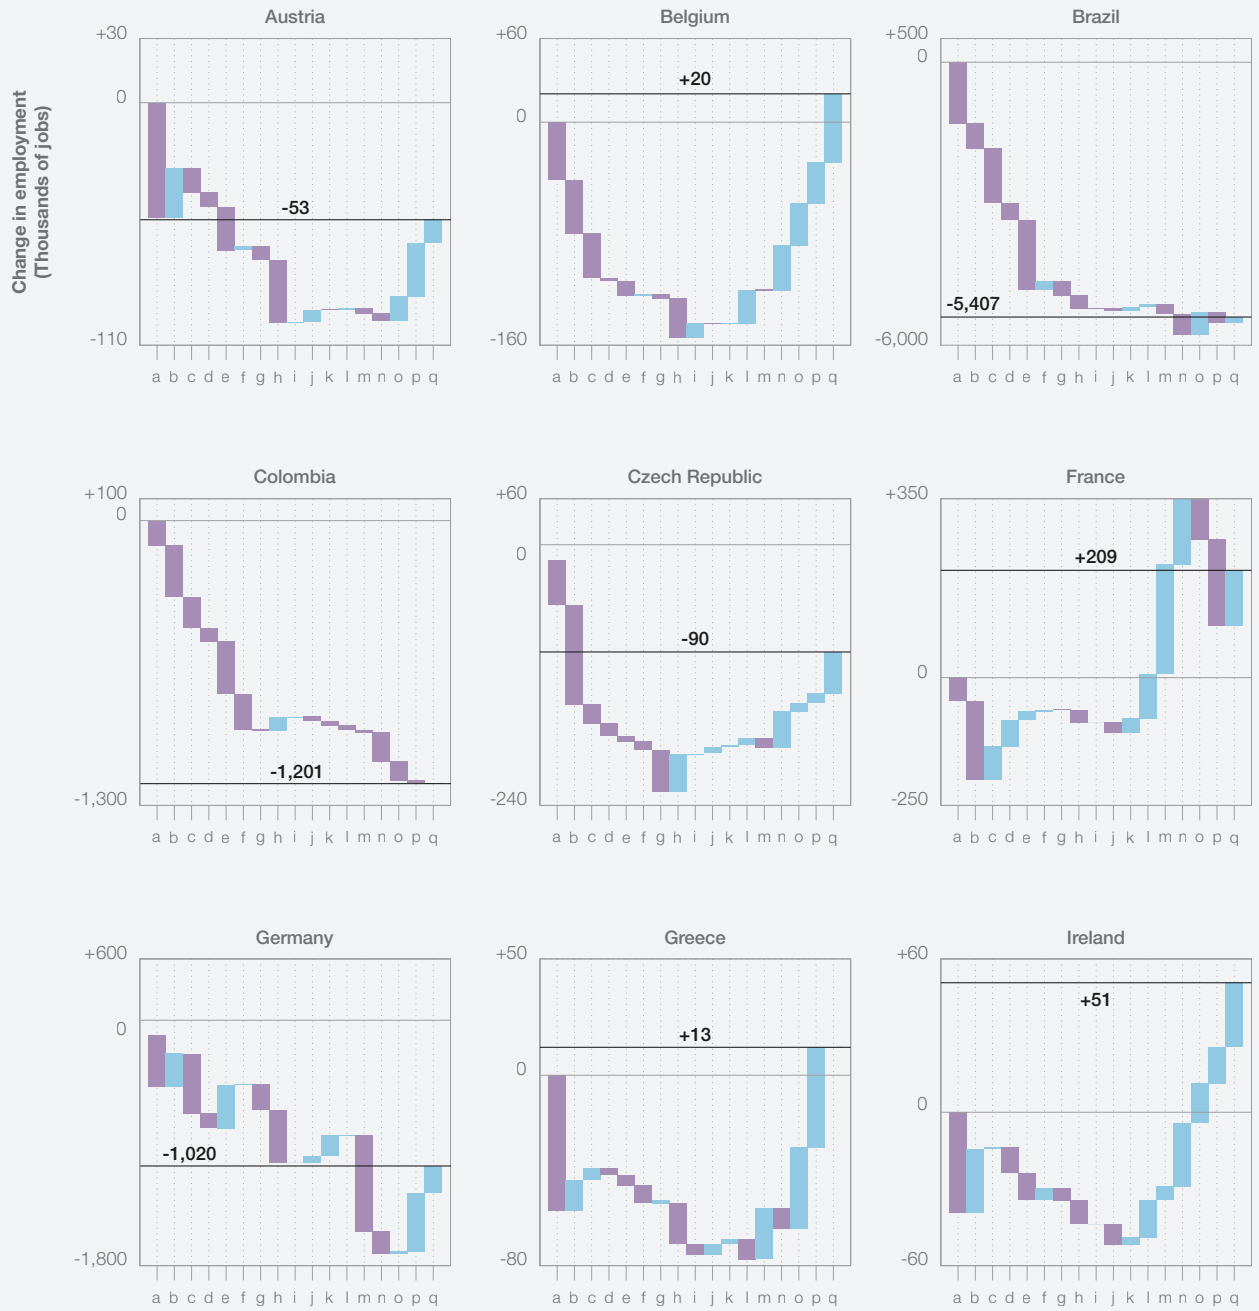 Austria
+30
0
-53
-110
a b c d e f g h i j k l m n o p q
Change in employment
(Thousands of jobs)
Belgium
+60
+20
0
-160
a b c d e f g h i j k l m n o p q
Brazil
+500
0
-5,407
-6,000
a b c d e f g h i j k l m n o p q
Colombia
+100
0
-1,201
-1,300
a b c d e f g h i j k l m n o p q
Czech Republic
+60
0
-90
-240
a b c d e f g h i j k l m n o p q
France
+350
+209
0
-250
a b c d e f g h i j k l m n o p q
Germany
+600
0
-1,020
-1,800
a b c d e f g h i j k l m n o p q
Greece
+50
+13
0
-80
a b c d e f g h i j k l m n o p q
Ireland
+60
+51
0
-60
a b c d e f g h i j k l m n o p q